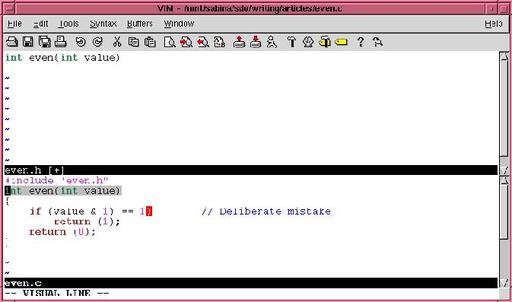 VIM - /mnt/sabina/sdo/writing/articles/even.c
File Edit Tools Syntax Buffers Window Help
int even(int value)
~
~
~
~
~
~
~
~
even.h [+]
#include "even.h"
int even(int value)
{
if (value & 1) == 1) // Deliberate mistake
return (1);
return (0);
~
~
even.c
-- VISUAL LINE --